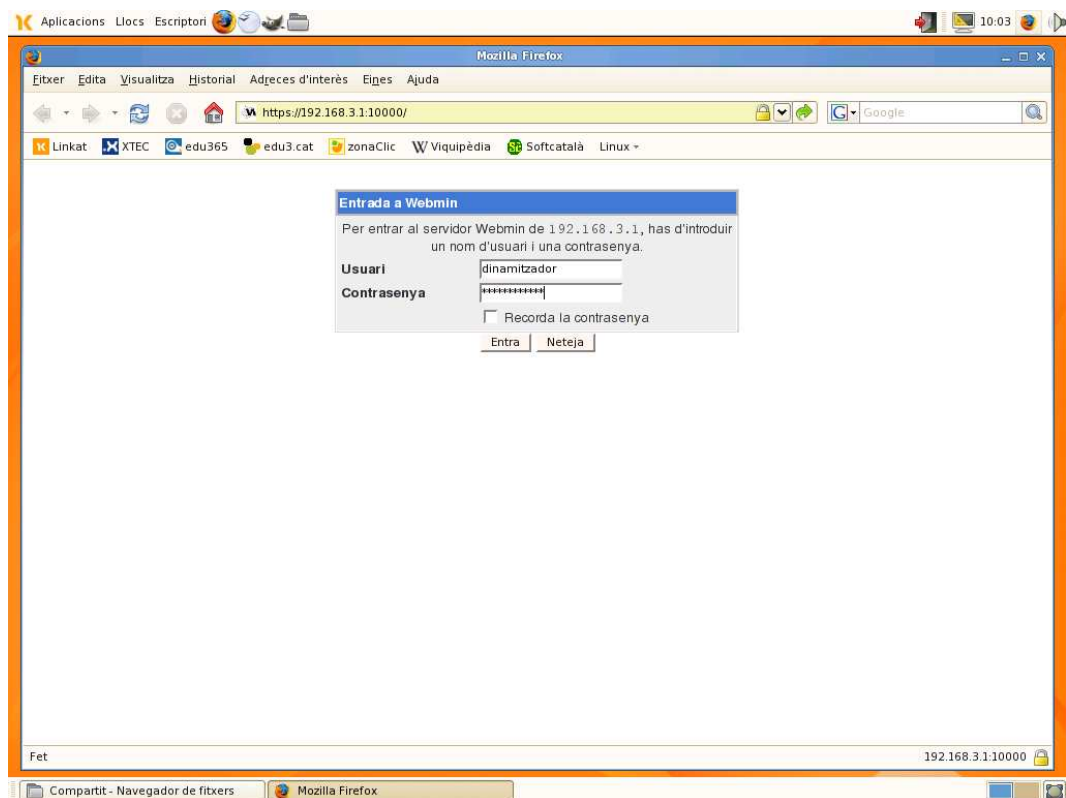 Aplicacions Llocs Escriptori 10:03
Mozilla Firefox
Fitxer Edita Visualitza Historial Adreces d'interès Eines Ajuda
https://192.168.3.1:10000/ G Google
Linkat XTEC edu365 edu3.cat zonaClic W Viquipèdia Softcatalà Linux
Entrada a Webmin
Per entrar al servidor Webmin de 192.168.3.1, has d'introduir
un nom d'usuari i una contrasenya.
Usuari dinamitzador
Contrasenya ************
Recorda la contrasenya
Entra Neteja
Fet 192.168.3.1:10000
Compartit - Navegador de fitxers Mozilla Firefox